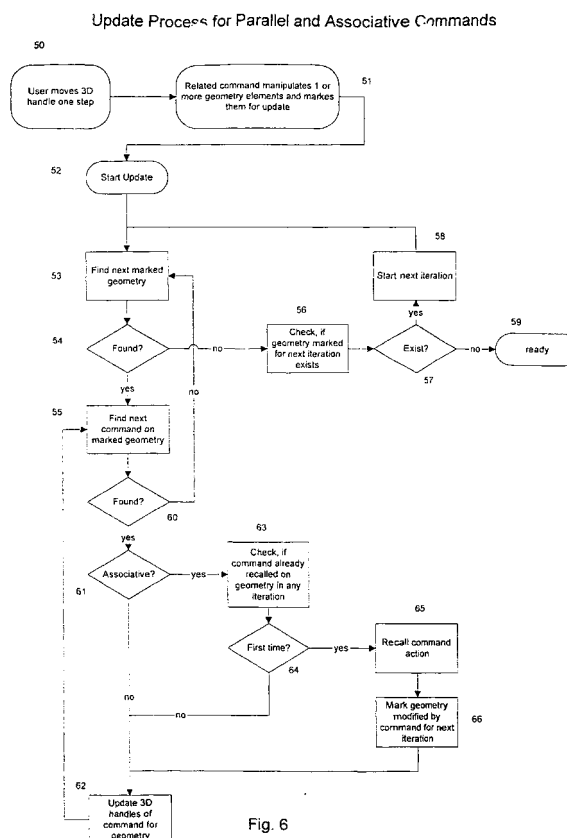 Update Process for Parallel and Associative Commands
50
User moves 3D
handle one step
Related command manipulates 1 or
more geometry elements and markes
them for update
51
52
Start Update
53
Find next marked
geometry
58
Start next iteration
54
Found?
no
56
Check, if
geometry marked
for next iteration
exists
yes
Exist?
57
no
59
ready
yes
no
55
Find next
command on
marked geometry
Found?
60
yes
Associative?
61
yes
63
Check, if
command already
recalled on
geometry in any
iteration
First time?
64
yes
65
Recall command
action
no
no
Mark geometry
modified by
command for next
iteration
66
62
Update 3D
handles of
command for
geometry
Fig. 6